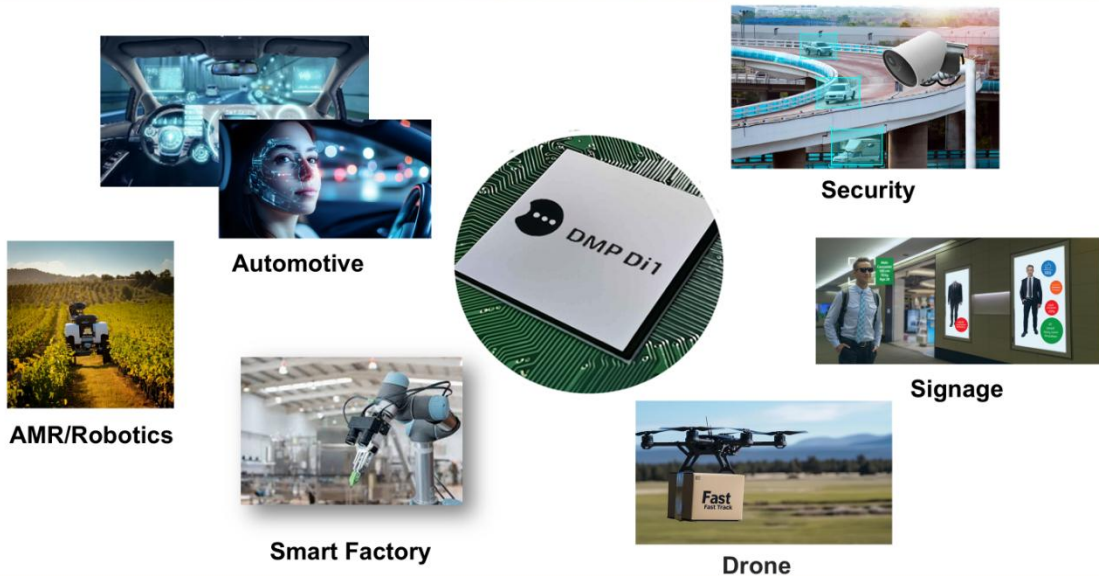 Automotive
Security
DMP Di1
AMR/Robotics
Smart Factory
Fast
Fast Track
Signage
Drone